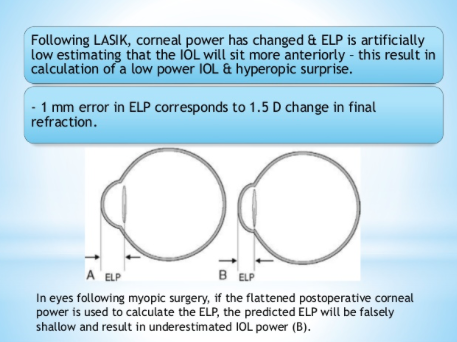 Following LASIK, corneal power has changed & ELP is artificially
low estimating that the IOL will sit more anteriorly – this result in
calculation of a low power IOL & hyperopic surprise.
- 1 mm error in ELP corresponds to 1.5 D change in final
refraction.
A ELP B ELP
In eyes following myopic surgery, if the flattened postoperative corneal
power is used to calculate the ELP, the predicted ELP will be falsely
shallow and result in underestimated IOL power (B).